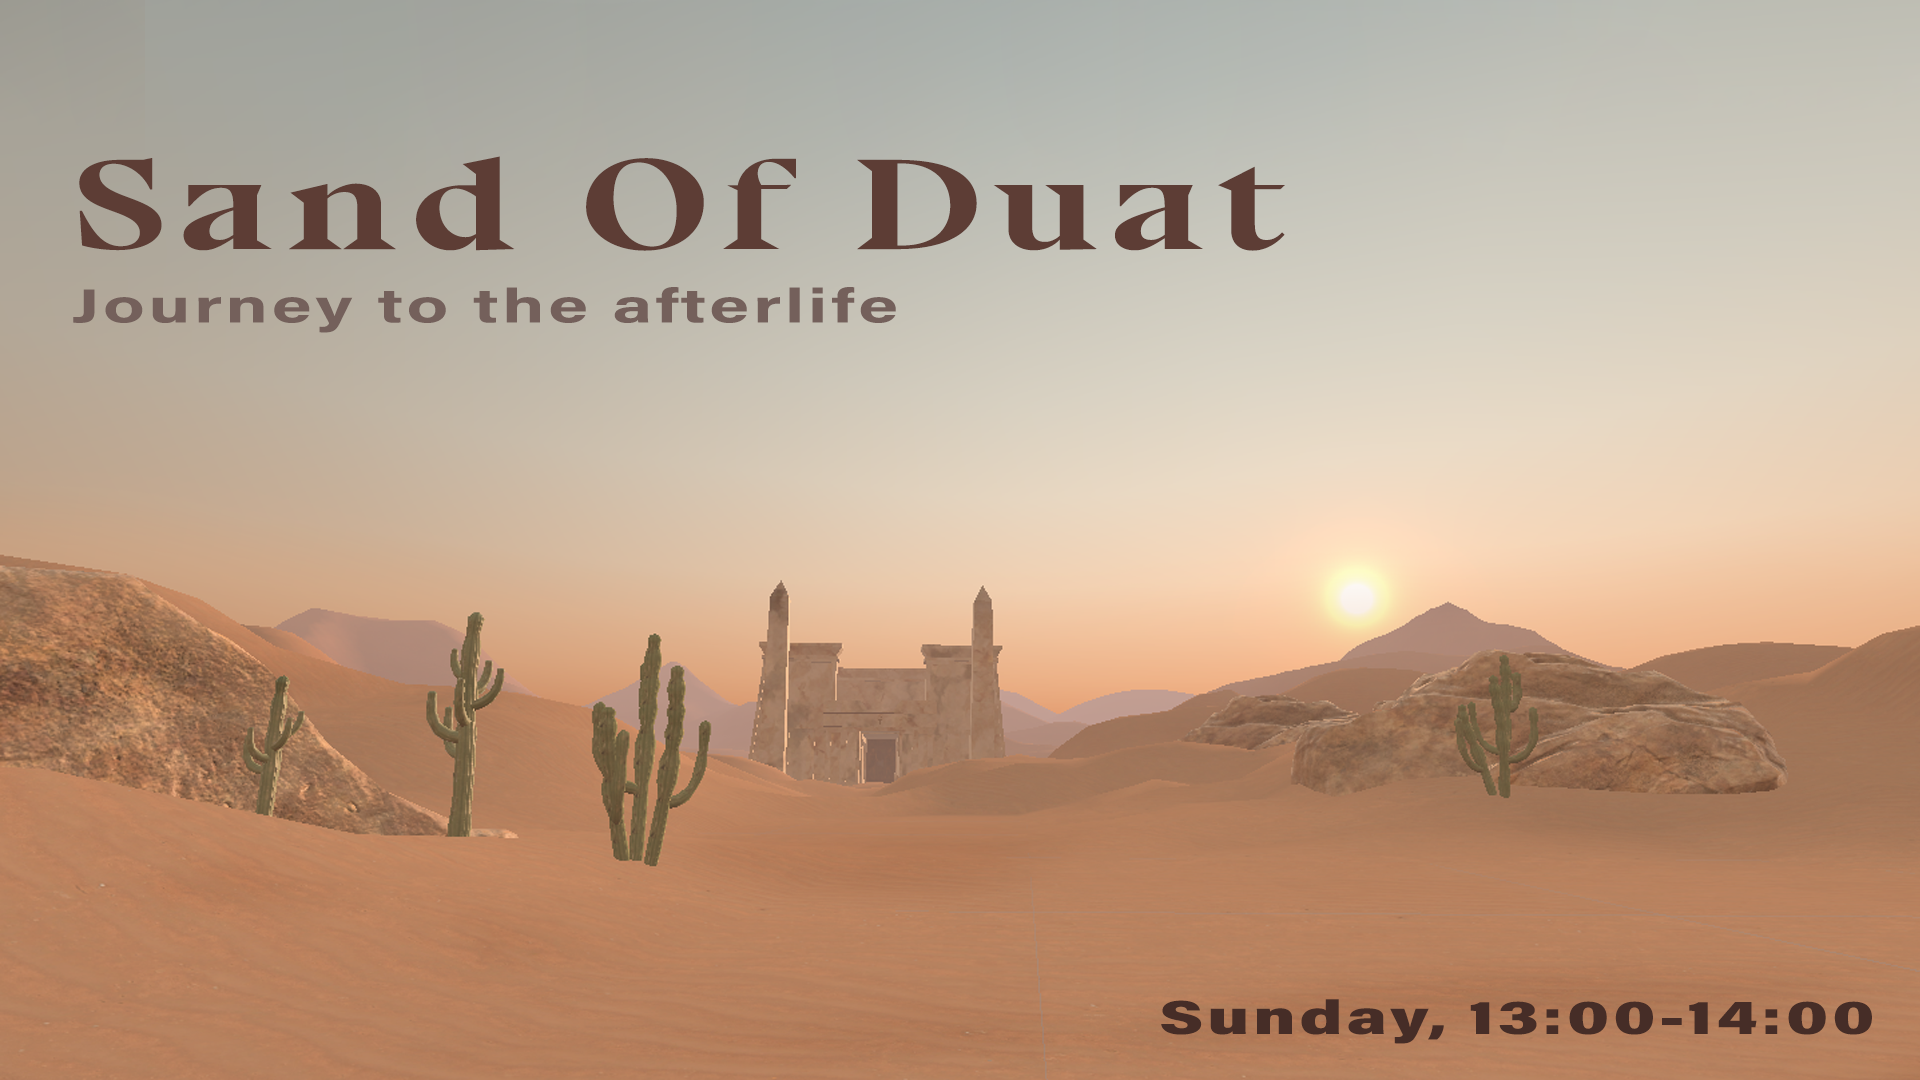 Sand Of Duat
Journey to the afterlife
Sunday, 13:00-14:00